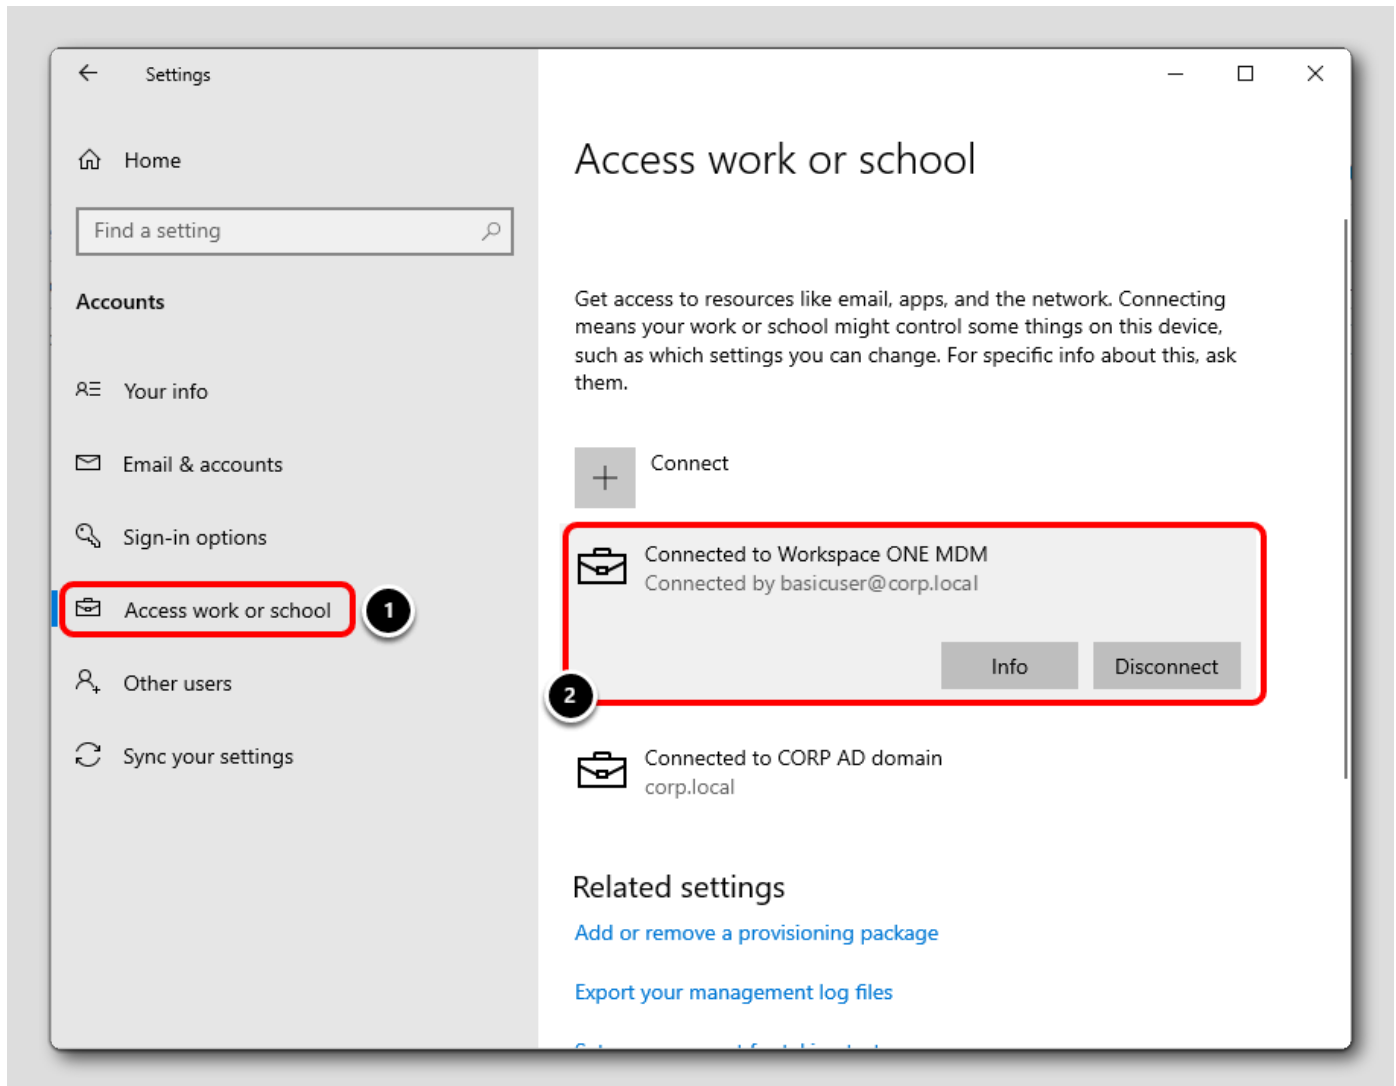 Settings
Home
Find a setting
Accounts
Your info
Email & accounts
Sign-in options
Access work or school
1
Other users
Sync your settings
Access work or school
Get access to resources like email, apps, and the network. Connecting
means your work or school might control some things on this device,
such as which settings you can change. For specific info about this, ask
them.
Connect
Connected to Workspace ONE MDM
Connected by basicuser@corp.local
Info
Disconnect
2
Connected to CORP AD domain
corp.local
Related settings
Add or remove a provisioning package
Export your management log files